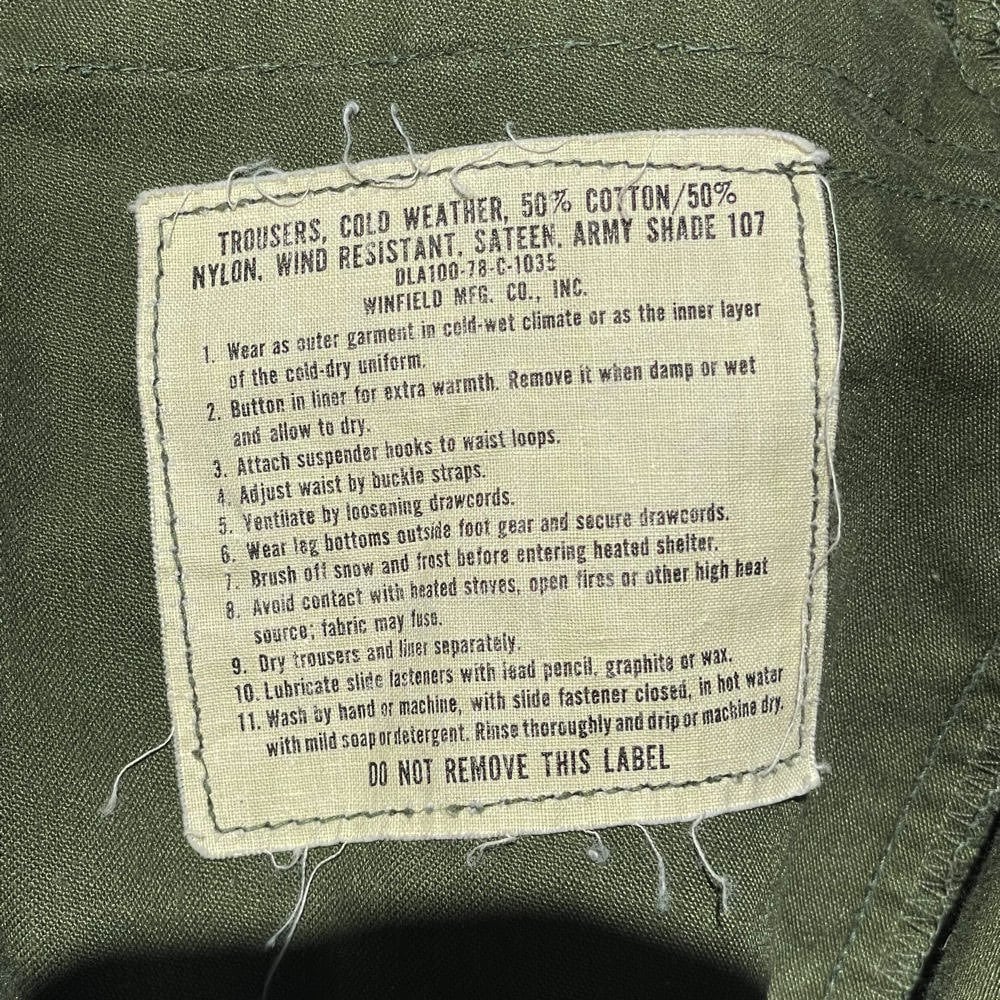 TROUSERS, COLD WEATHER, 50% COTTON/50%
NYLON, WIND RESISTANT, SATEEN, ARMY SHADE 107
DLA100-78-C-1035
WINFIELD MFG. CO., INC.
1. Wear as outer garment in cold-wet climate or as the inner layer
of the cold-dry uniform.
2. Button in liner for extra warmth. Remove it when damp or wet
and allow to dry.
3. Attach suspender hooks to waist loops.
4. Adjust waist by buckle straps.
5. Ventilate by loosening drawcords.
6. Wear leg bottoms outside foot gear and secure drawcords.
7. Brush off snow and frost before entering heated shelter.
8. Avoid contact with heated stoves, open fires or other high heat
source; fabric may fuse.
9. Dry trousers and liner separately.
10. Lubricate slide fasteners with lead pencil, graphite or wax.
11. Wash by hand or machine, with slide fastener closed, in hot water
with mild soap or detergent. Rinse thoroughly and drip or machine dry.
DO NOT REMOVE THIS LABEL